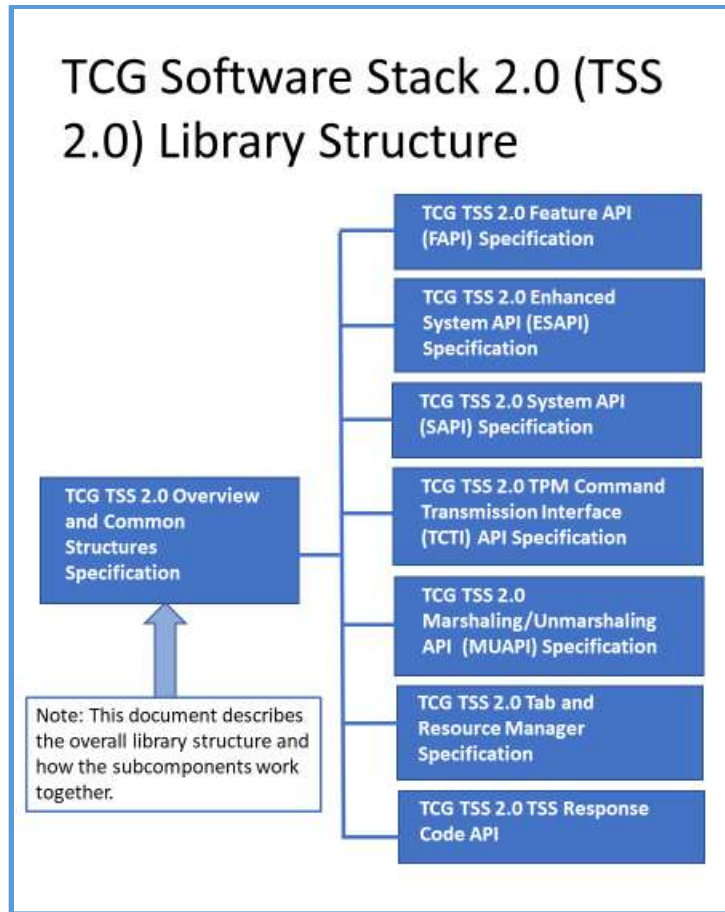 TCG Software Stack 2.0 (TSS
2.0) Library Structure
TCG TSS 2.0 Feature API
(FAPI) Specification
TCG TSS 2.0 Enhanced
System API (ESAPI)
Specification
TCG TSS 2.0 System API
(SAPI) Specification
TCG TSS 2.0 Overview
and Common
Structures
Specification
TCG TSS 2.0 TPM Command
Transmission Interface
(TCTI) API Specification
TCG TSS 2.0
Marshaling/Unmarshaling
API (MUAPI) Specification
Note: This document describes
the overall library structure and
how the subcomponents work
together.
TCG TSS 2.0 Tab and
Resource Manager
Specification
TCG TSS 2.0 TSS Response
Code API